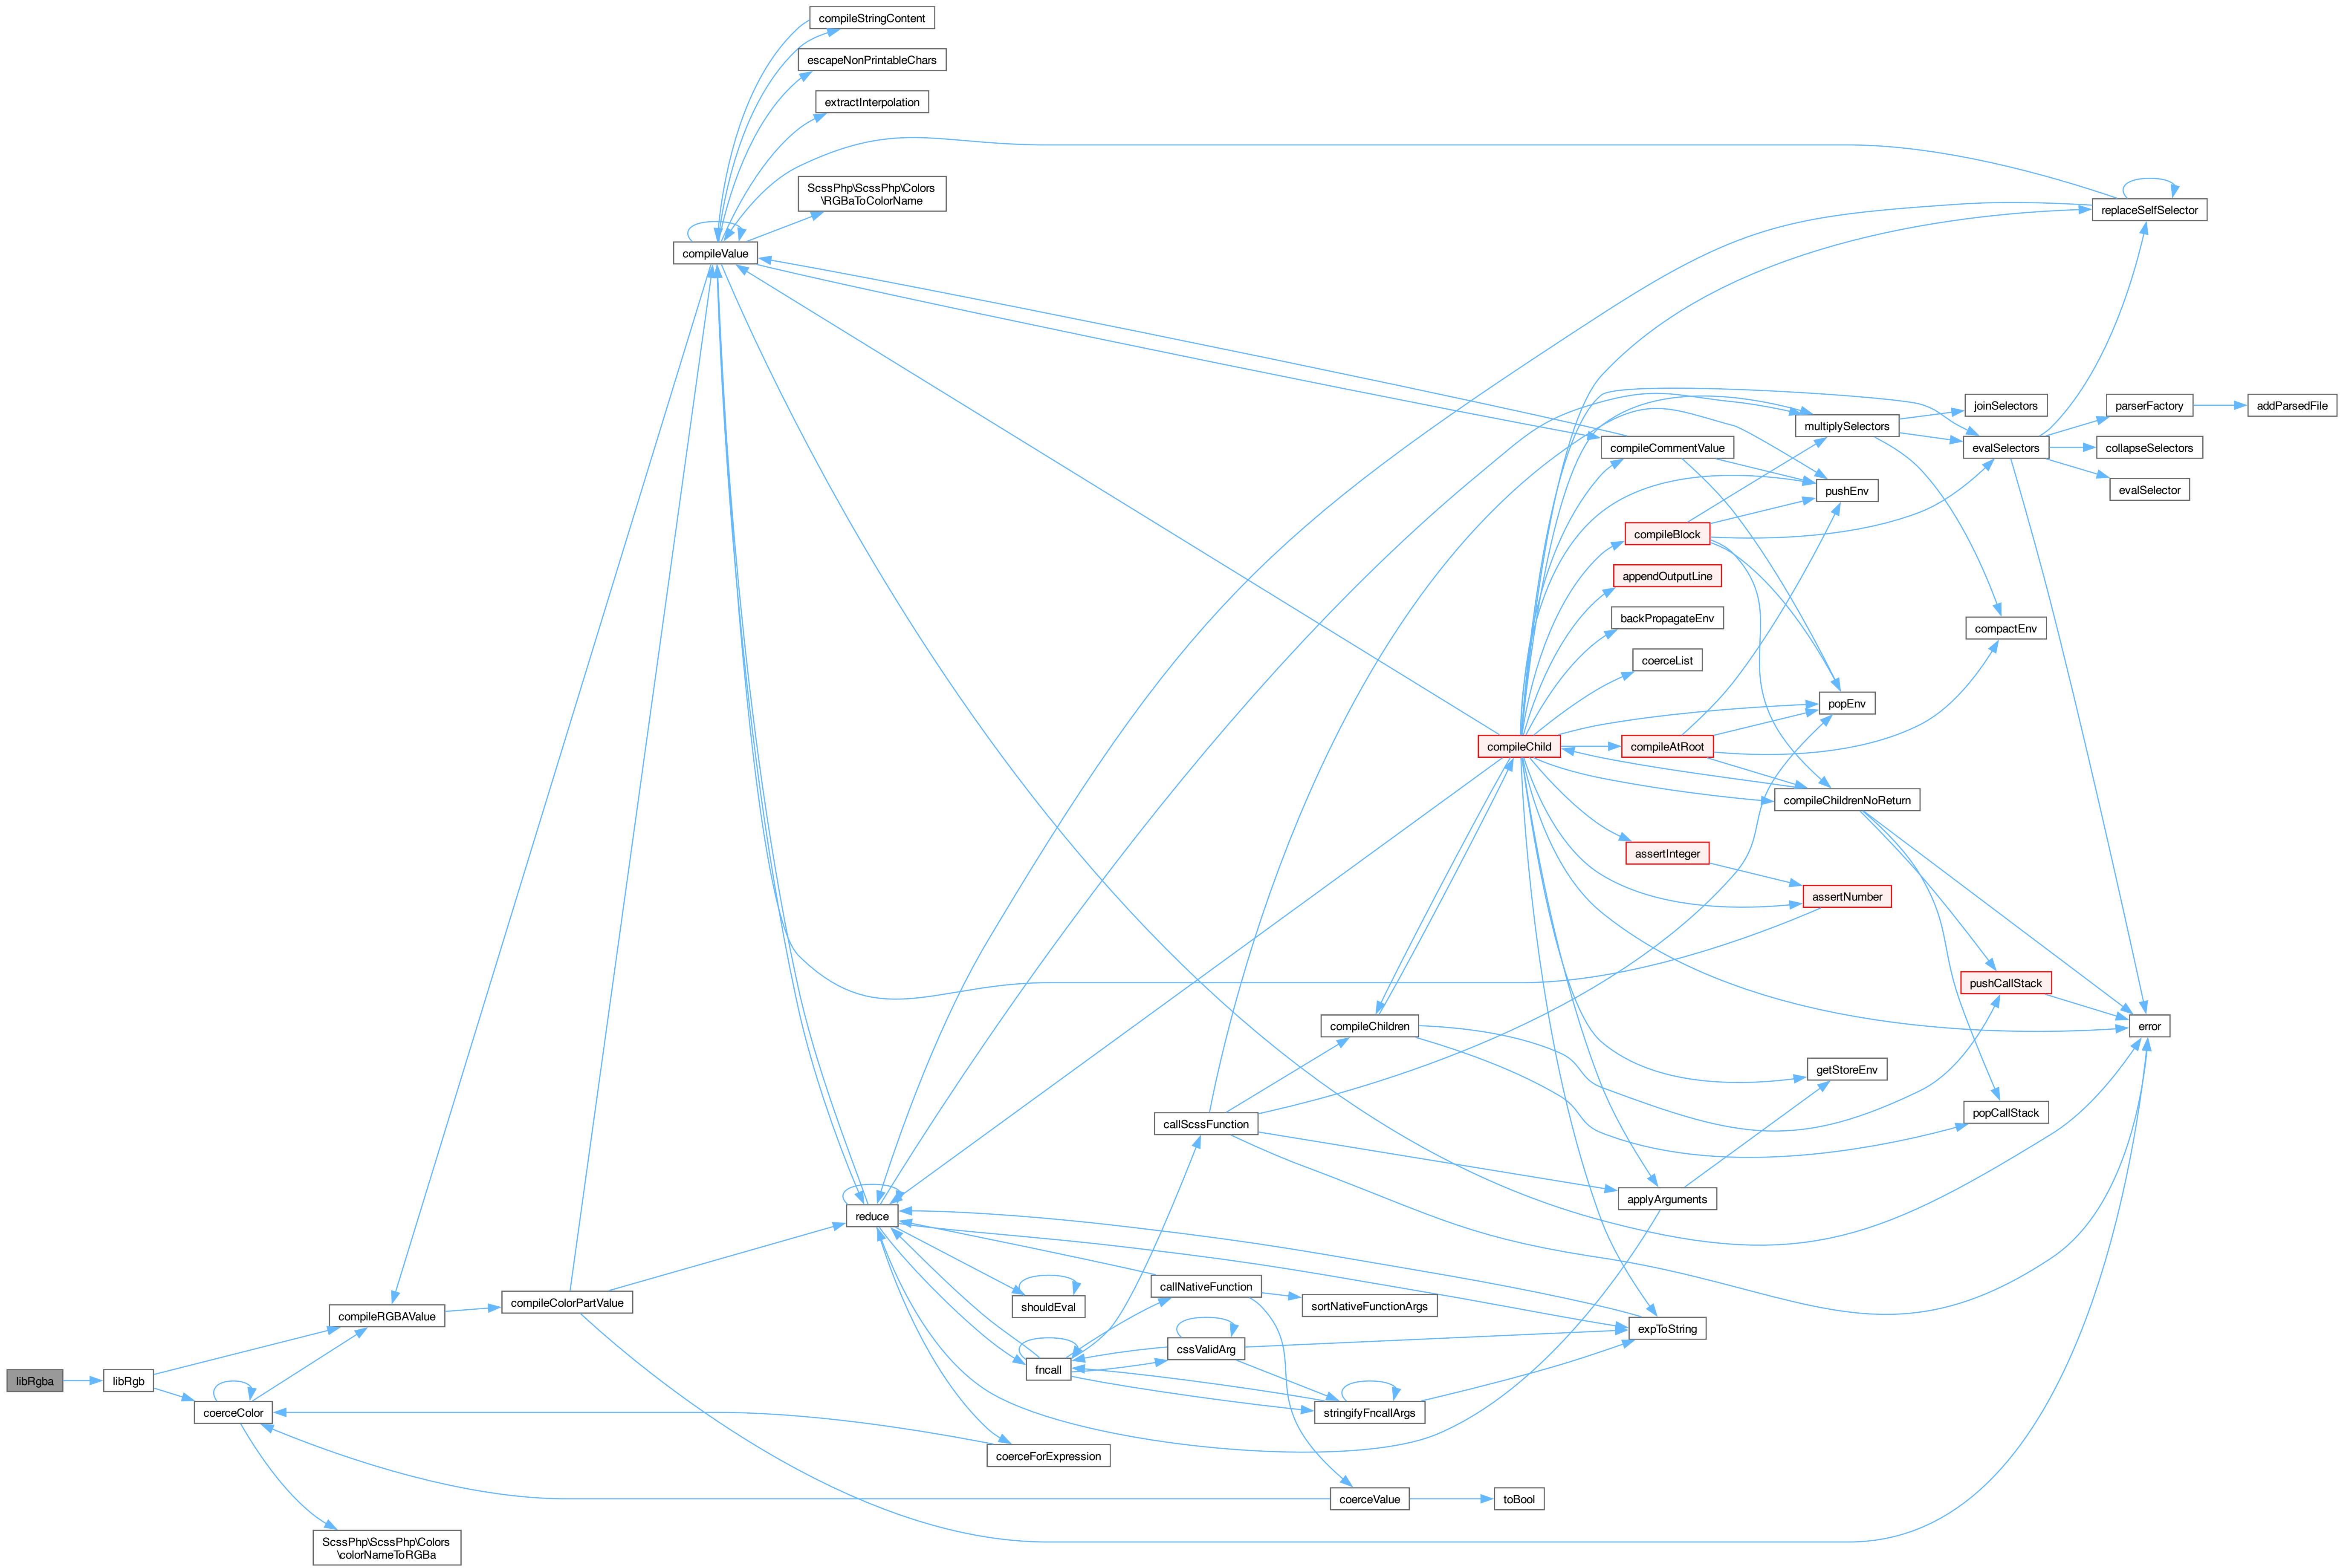 compileStringContent
escapeNonPrintableChars
extractInterpolation
ScssPhp\ScssPhp\Colors
\RGBaToColorName
replaceSelfSelector
compileValue
joinSelectors
parserFactory
addParsedFile
multiplySelectors
compileCommentValue
evalSelectors
collapseSelectors
pushEnv
evalSelector
compileBlock
appendOutputLine
backPropagateEnv
compactEnv
coerceList
popEnv
compileChild
compileAtRoot
compileChildrenNoReturn
assertInteger
assertNumber
pushCallStack
compileChildren
error
getStoreEnv
popCallStack
callScssFunction
applyArguments
reduce
callNativeFunction
compileColorPartValue
shouldEval
sortNativeFunctionArgs
compileRGBAValue
expToString
cssValidArg
fncall
libRgba
libRgb
coerceColor
stringifyFncallArgs
coerceForExpression
coerceValue
toBool
ScssPhp\ScssPhp\Colors
\colorNameToRGBa